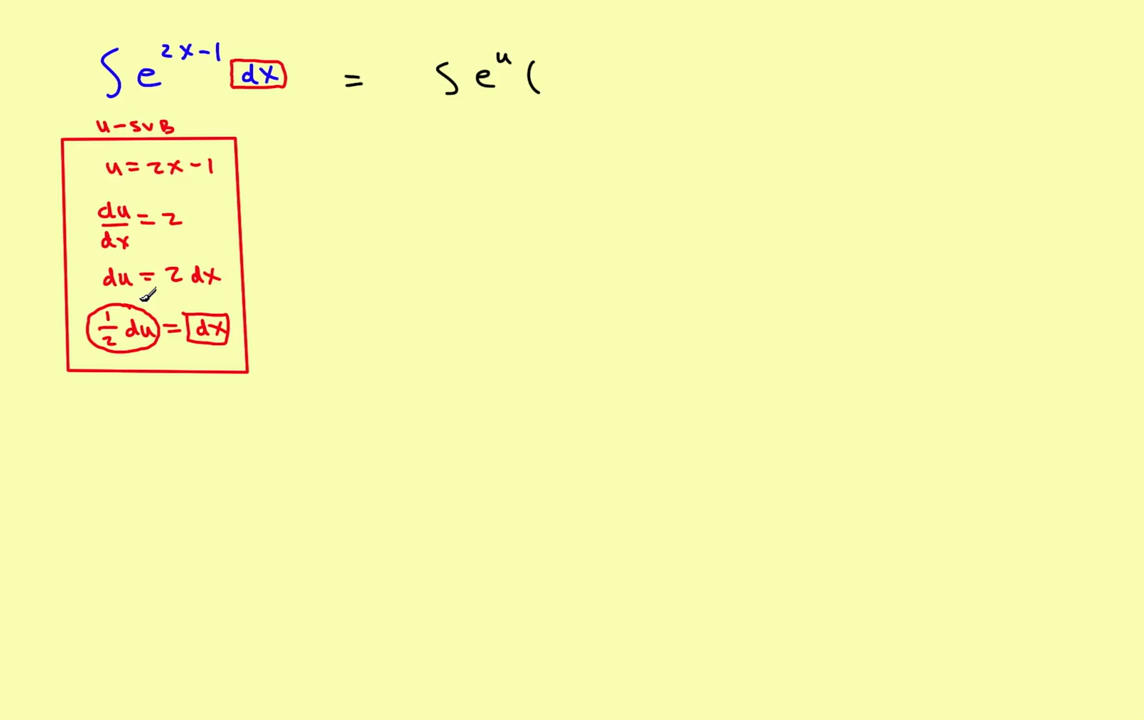 ∫ e^{2x-1} dx = ∫ e^u (
u-suB
u = 2x-1
du/dx = 2
du = 2 dx
1/2 du = dx